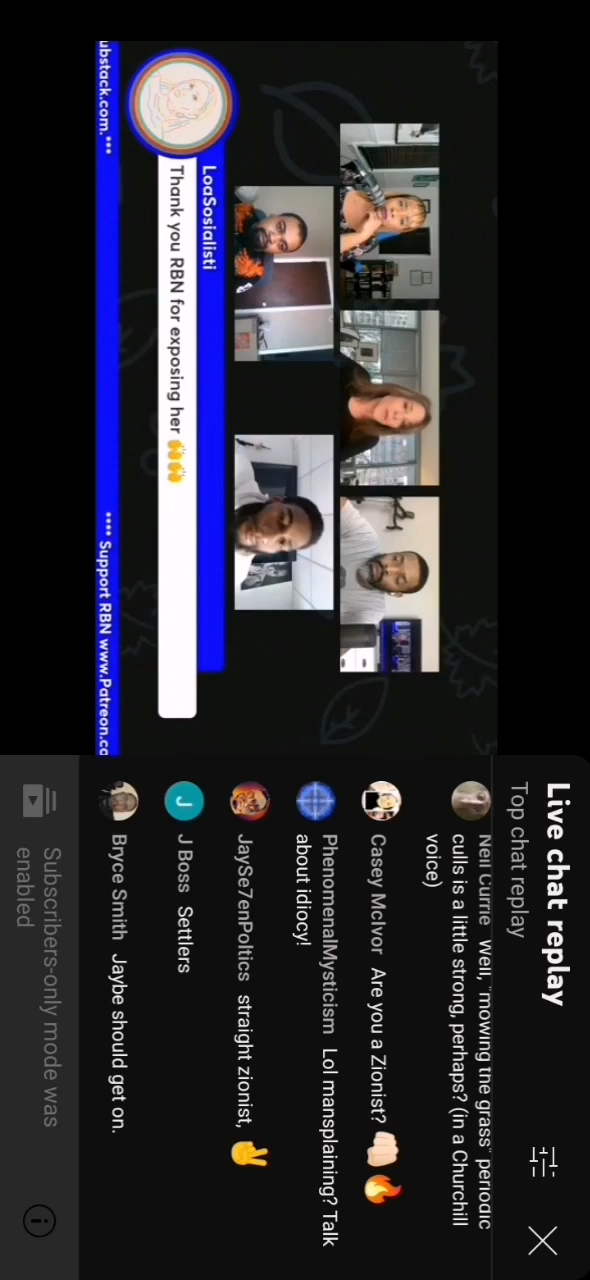 LoaSosialisti
Thank you RBN for exposing her 🙌🙌
ubstack.com. •••
•••• Support RBN www.Patreon.co
Live chat replay
Top chat replay
Neil Currie Well, "mowing the grass" periodic
culls is a little strong, perhaps? (in a Churchill
voice)
Casey McIvor Are you a Zionist? 👊🏻🔥
PhenomenalMysticism Lol mansplaining? Talk
about idiocy!
JaySe7enPoltics straight zionist, ✌
J
J Boss Settlers
Bryce Smith Jaybe should get on.
Subscribers-only mode was
enabled